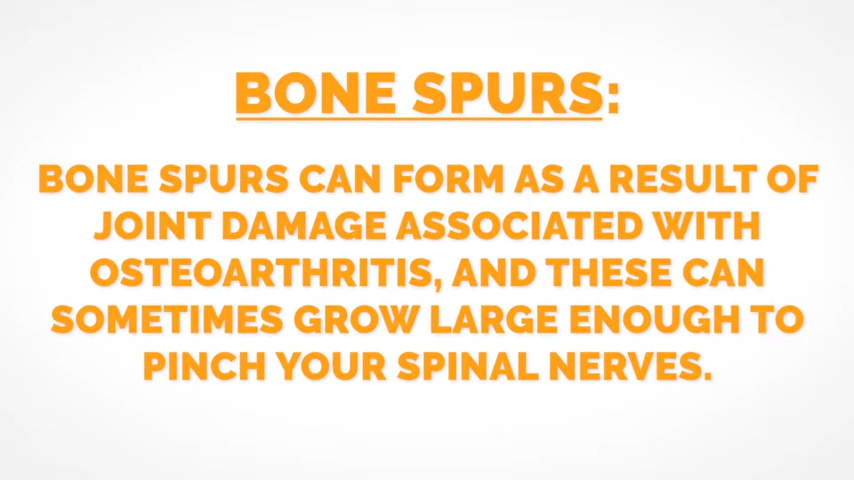 BONE SPURS:
BONE SPURS CAN FORM AS A RESULT OF
JOINT DAMAGE ASSOCIATED WITH
OSTEOARTHRITIS, AND THESE CAN
SOMETIMES GROW LARGE ENOUGH TO
PINCH YOUR SPINAL NERVES.